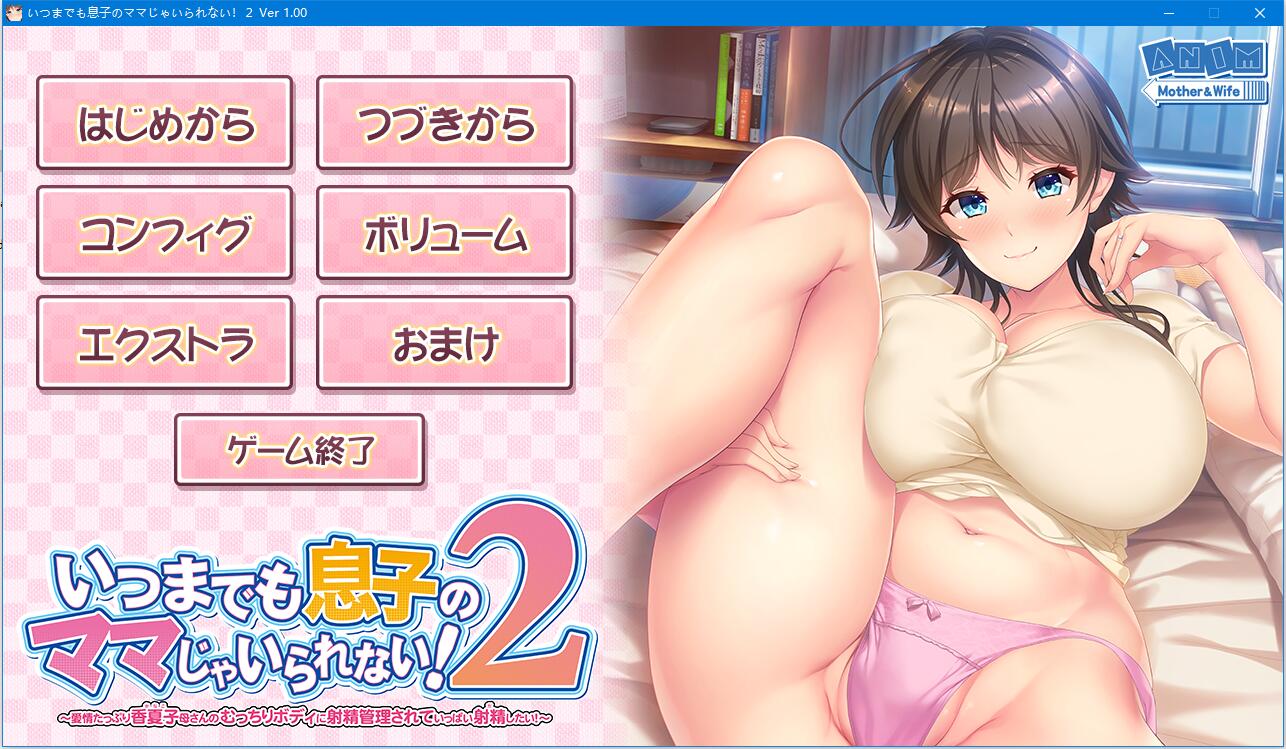 いつまでも息子のママじゃいられない！ 2 Ver 1.00
はじめから
つづきから
コンフィグ
ボリューム
エクストラ
おまけ
ゲーム終了
いつまでも息子の
ママじゃいられない！2
～愛情たっぷり香夏子母さんのむっちりボディに射精管理されていっぱい射精したい！～
ANIM
Mother&Wife